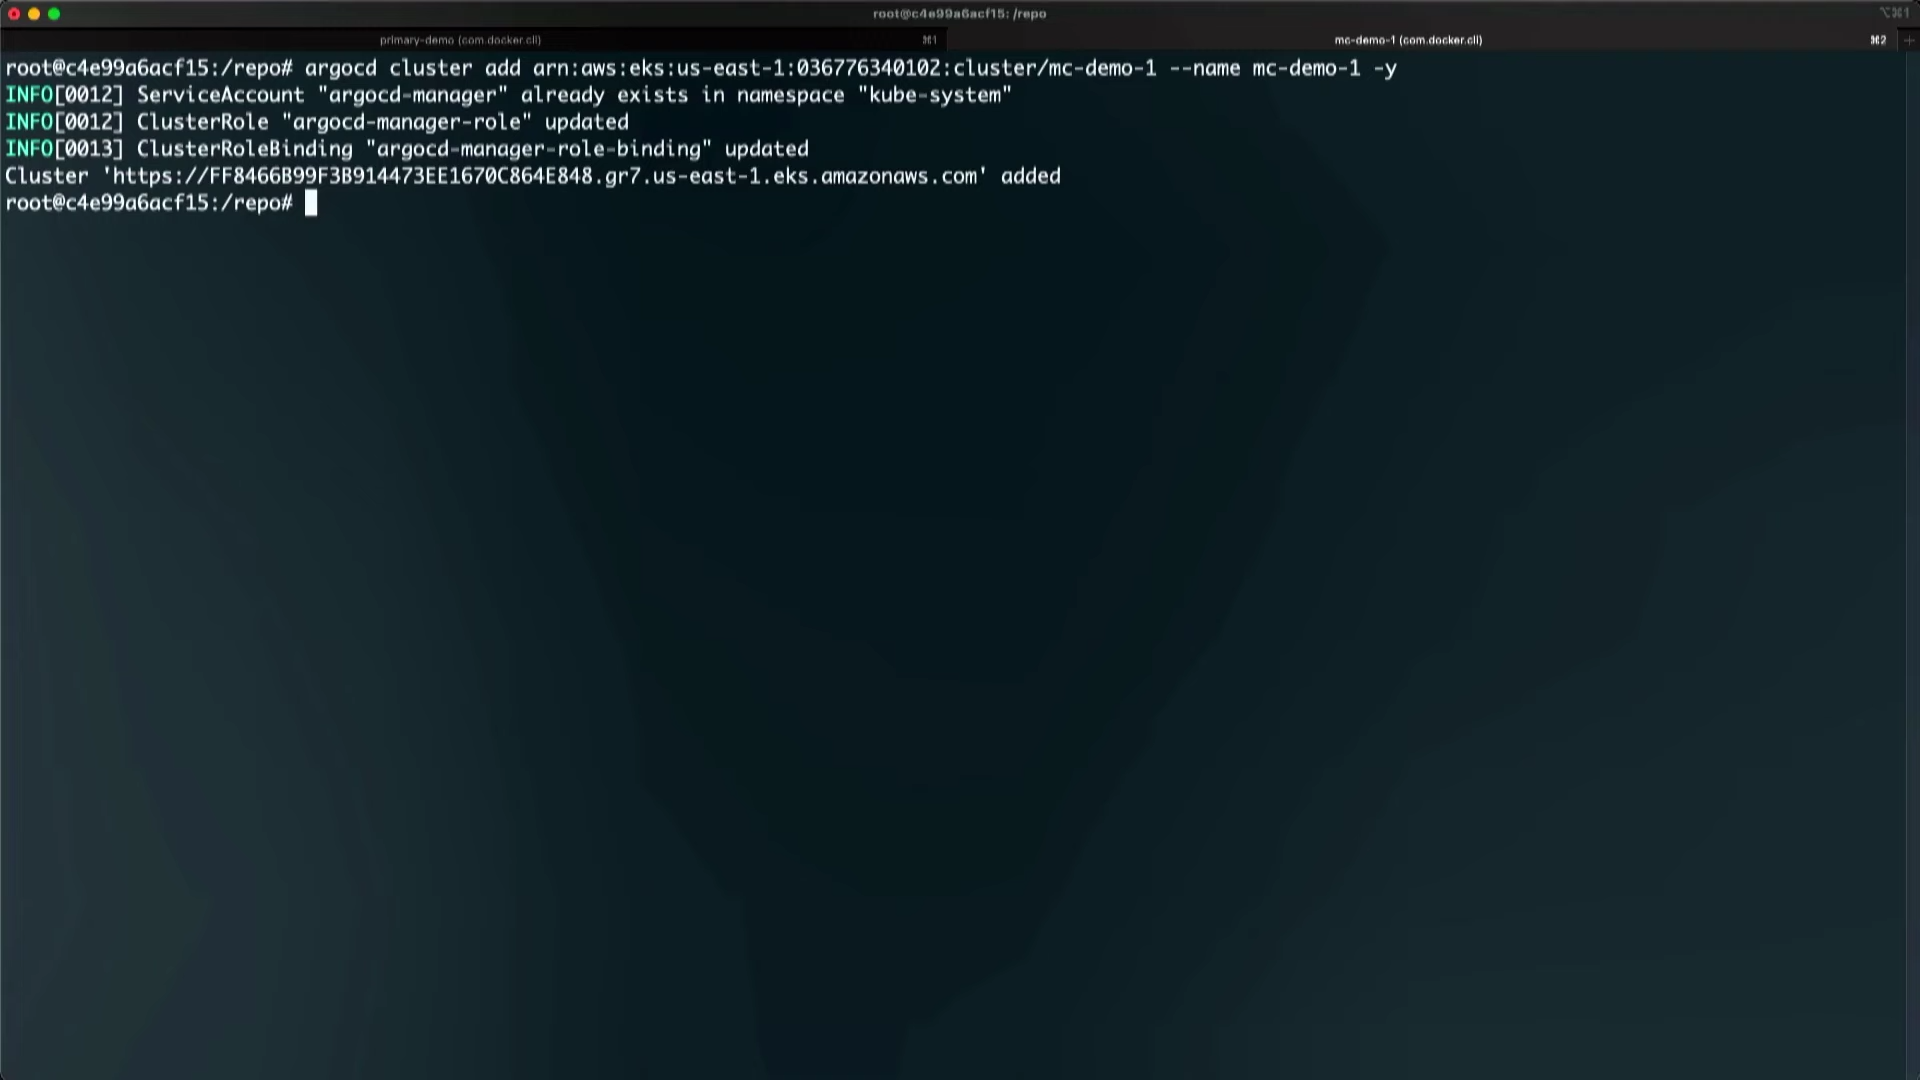 root@c4e99a6acf15: /repo
⌥⌘1
primary-demo (com.docker.cli)
⌘1
mc-demo-1 (com.docker.cli)
⌘2
root@c4e99a6acf15:/repo# argocd cluster add arn:aws:eks:us-east-1:036776340102:cluster/mc-demo-1 --name mc-demo-1 -y
INFO[0012] ServiceAccount "argocd-manager" already exists in namespace "kube-system"
INFO[0012] ClusterRole "argocd-manager-role" updated
INFO[0013] ClusterRoleBinding "argocd-manager-role-binding" updated
Cluster 'https://FF8466B99F3B914473EE1670C864E848.gr7.us-east-1.eks.amazonaws.com' added
root@c4e99a6acf15:/repo#